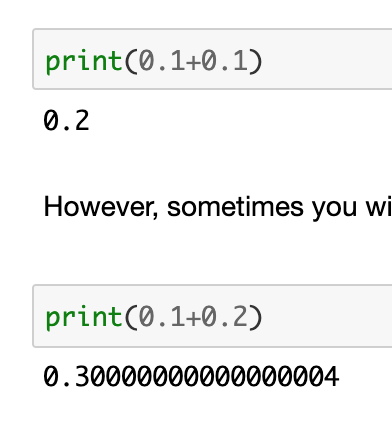 print(0.1+0.1)
0.2
However, sometimes you wi
print(0.1+0.2)
0.30000000000000004